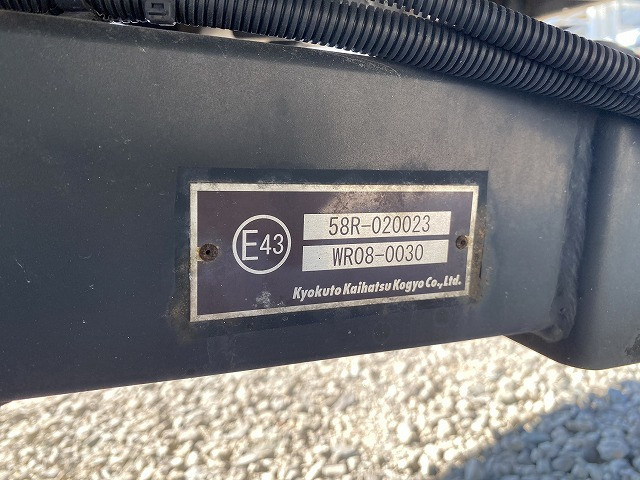 E43
58R-020023
WR08-0030
Kyokuto Kaihatsu Kogyo Co.,Ltd.